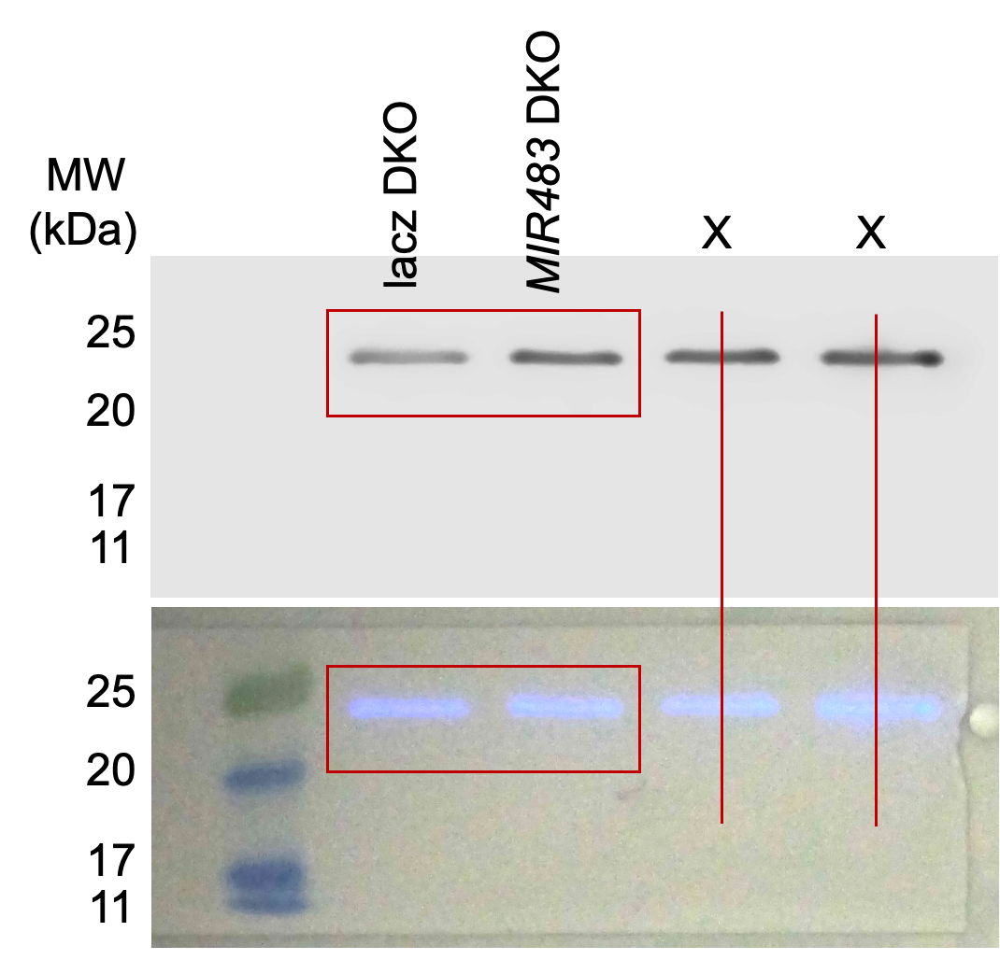 lacz DKO
MIR483 DKO
MW
(kDa)
X
X
25
20
17
11
25
20
17
11